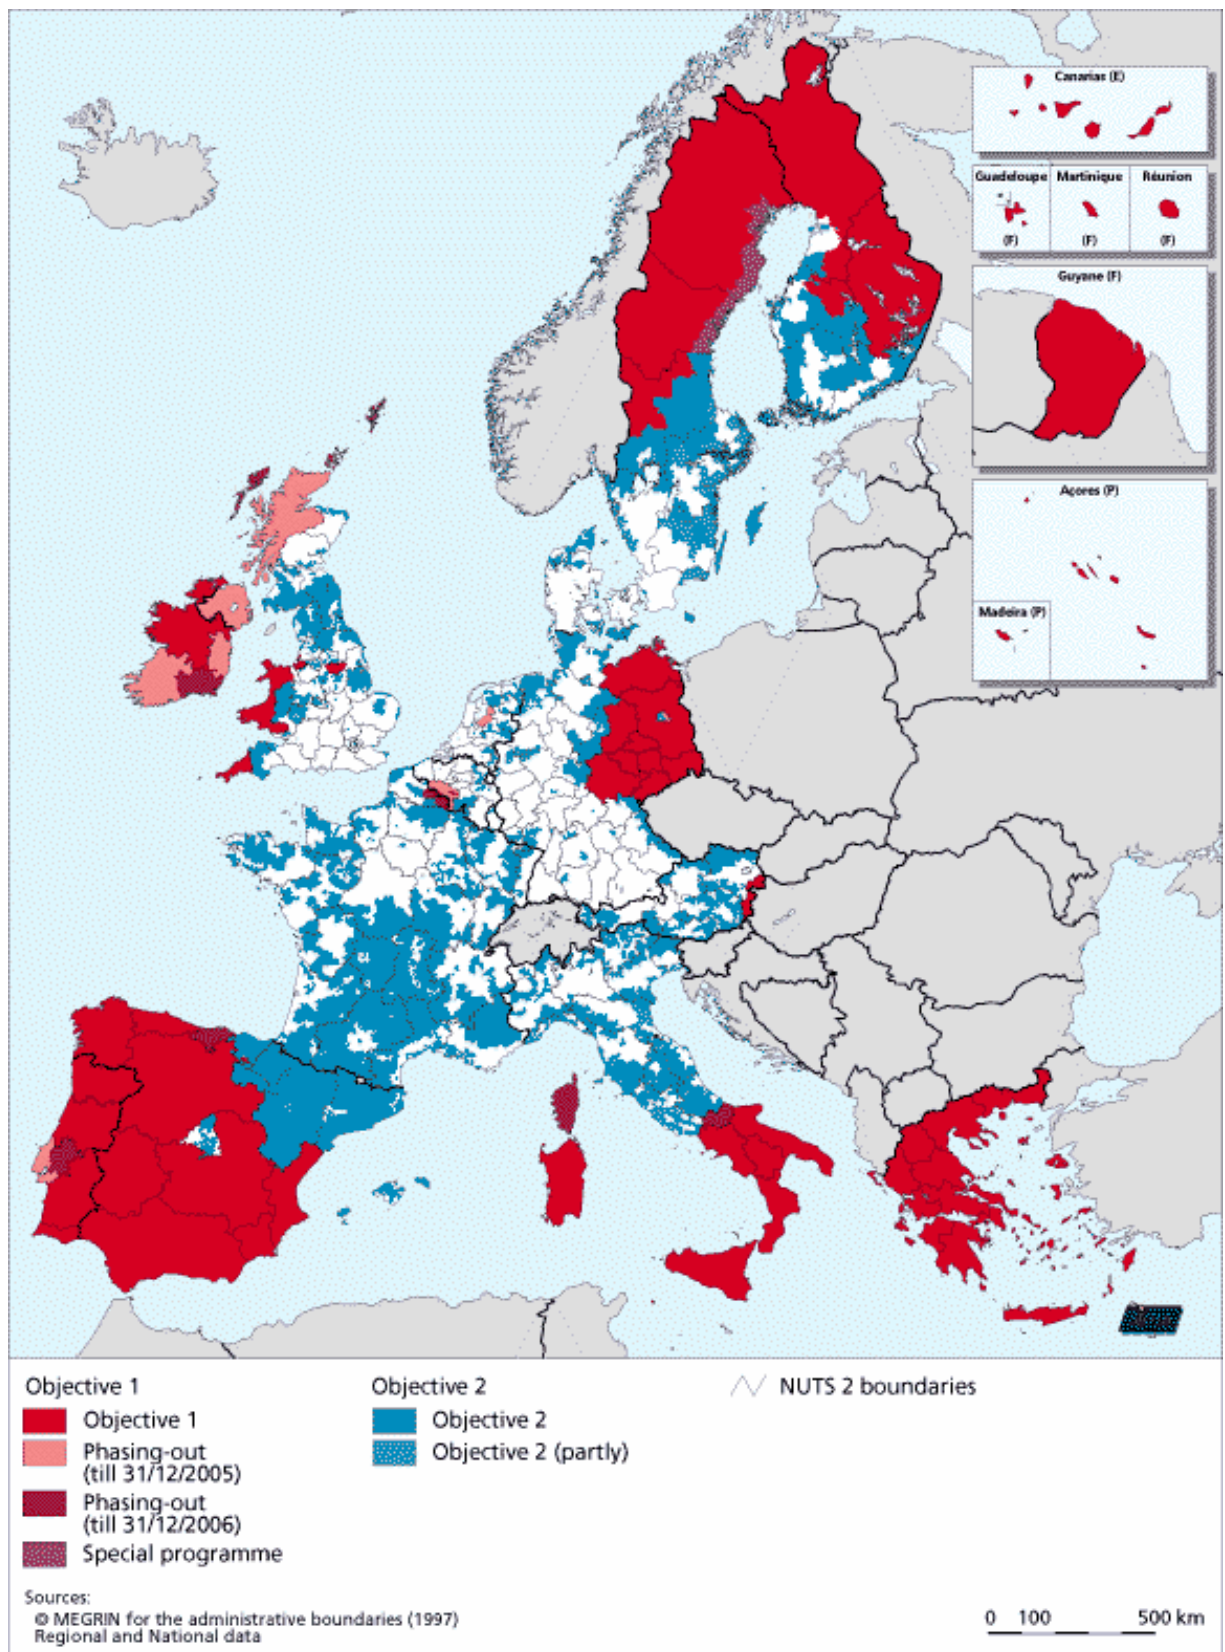 Canarias (E)
Guadeloupe
Martinique
Réunion
(F)
(F)
(F)
Guyane (F)
Açores (P)
Madeira (P)
Objective 1
Objective 1
Phasing-out
(till 31/12/2005)
Phasing-out
(till 31/12/2006)
Special programme
Objective 2
Objective 2
Objective 2 (partly)
NUTS 2 boundaries
Sources:
© MEGRIN for the administrative boundaries (1997)
Regional and National data
0 100 500 km